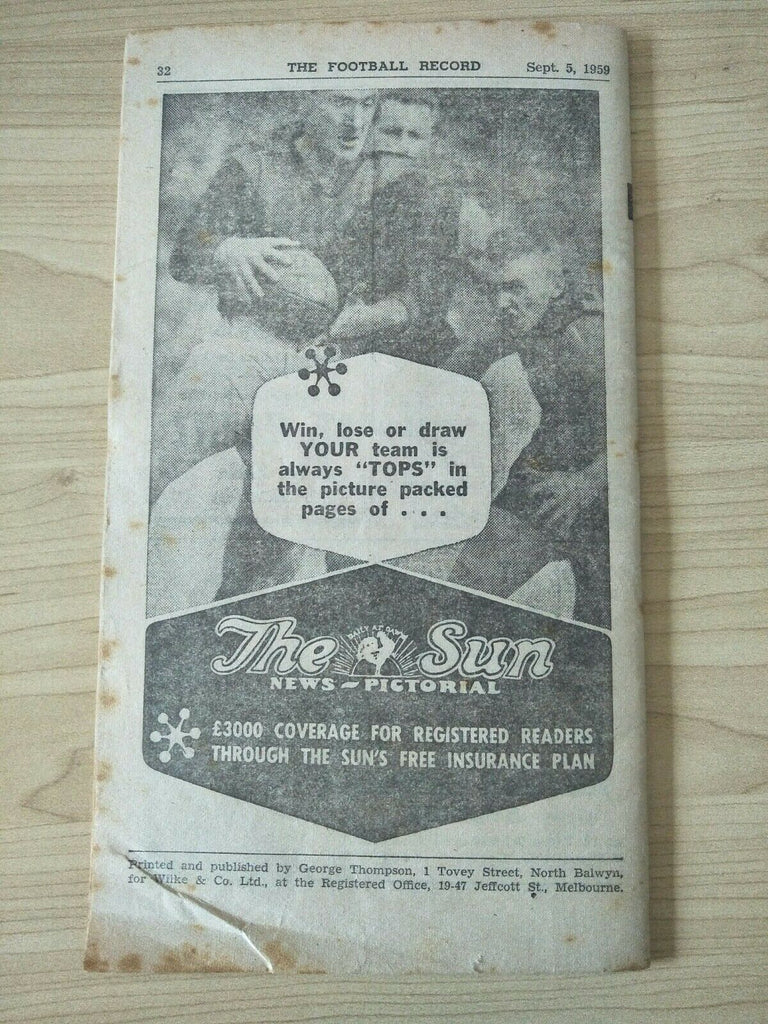 32 THE FOOTBALL RECORD Sept. 5, 1959
Win, lose or draw
YOUR team is
always "TOPS" in
the picture packed
pages of . . .
DAILY AT DAWN
The Sun
NEWS-PICTORIAL
£3000 COVERAGE FOR REGISTERED READERS
THROUGH THE SUN'S FREE INSURANCE PLAN
Printed and published by George Thompson, 1 Tovey Street, North Balwyn,
for Wilke & Co. Ltd., at the Registered Office, 19-47 Jeffcott St., Melbourne.